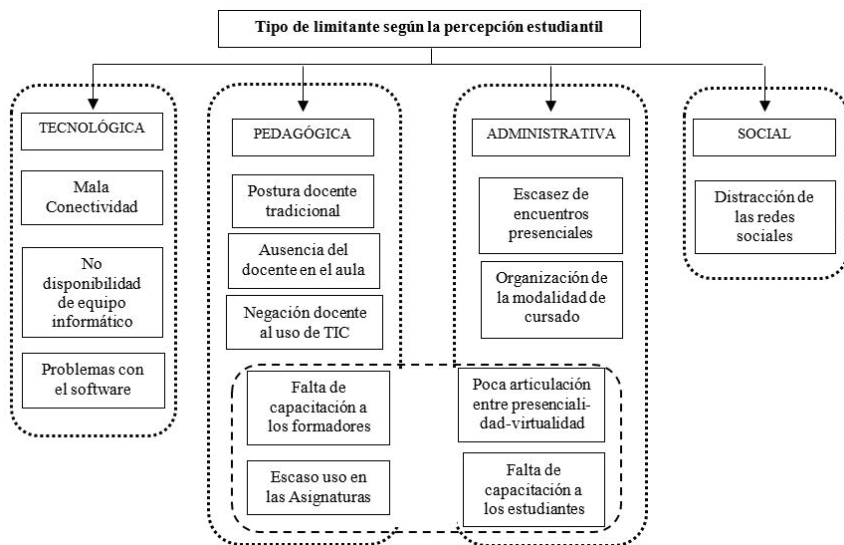 Tipo de limitante según la percepción estudiantil
TECNOLÓGICA
Mala
Conectividad
No
disponibilidad
de equipo
informático
Problemas con
el software
PEDAGÓGICA
Postura docente
tradicional
Ausencia del
docente en el aula
Negación docente
al uso de TIC
Falta de
capacitación a
los formadores
Escaso uso en
las Asignaturas
ADMINISTRATIVA
Escasez de
encuentros
presenciales
Organización de
la modalidad de
cursado
Poca articulación
entre presenciali-
dad-virtualidad
Falta de
capacitación a
los estudiantes
SOCIAL
Distracción de
las redes
sociales